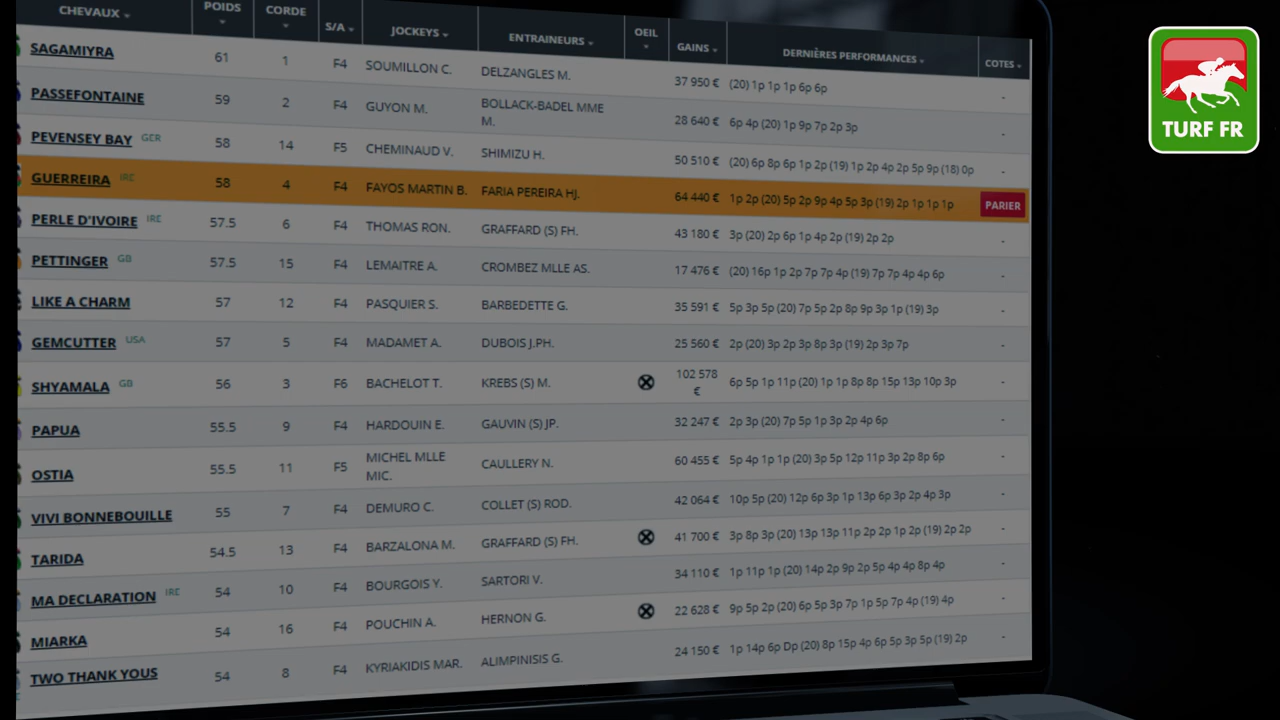 CHEVAUX POIDS CORDE S/A JOCKEYS ENTRAINEURS OEIL GAINS DERNIÈRES PERFORMANCES COTES
SAGAMIYRA 61 1 F4 SOUMILLON C. DELZANGLES M. 37 950 € (20) 1p 1p 1p 6p 6p -
PASSEFONTAINE 59 2 F4 GUYON M. BOLLACK-BADEL MME
M. 28 640 € 6p 4p (20) 1p 9p 7p 2p 3p -
PEVENSEY BAY GER 58 14 F5 CHEMINAUD V. SHIMIZU H. 50 510 € (20) 6p 8p 6p 1p 2p (19) 1p 2p 4p 2p 5p 9p (18) 0p -
GUERREIRA IRE 58 4 F4 FAYOS MARTIN B. FARIA PEREIRA HJ. 64 440 € 1p 2p (20) 5p 2p 9p 4p 5p 3p (19) 2p 1p 1p 1p PARIER
PERLE D'IVOIRE IRE 57.5 6 F4 THOMAS RON. GRAFFARD (S) FH. 43 180 € 3p (20) 2p 6p 1p 4p 2p (19) 2p 2p -
PETTINGER GB 57.5 15 F4 LEMAITRE A. CROMBEZ MLLE AS. 17 476 € (20) 16p 1p 2p 7p 7p 4p (19) 7p 7p 4p 4p 6p -
LIKE A CHARM 57 12 F4 PASQUIER S. BARBEDETTE G. 35 591 € 5p 3p 5p (20) 7p 5p 2p 8p 9p 3p 1p (19) 3p -
GEMCUTTER USA 57 5 F4 MADAMET A. DUBOIS J.PH. 25 560 € 2p (20) 3p 2p 3p 8p 3p (19) 2p 3p 7p -
SHYAMALA GB 56 3 F6 BACHELOT T. KREBS (S) M. 102 578
€ 6p 5p 1p 11p (20) 1p 1p 8p 8p 15p 13p 10p 3p -
PAPUA 55.5 9 F4 HARDOUIN E. GAUVIN (S) JP. 32 247 € 2p 3p (20) 7p 5p 1p 3p 2p 4p 6p -
OSTIA 55.5 11 F5 MICHEL MLLE
MIC. CAULLERY N. 60 455 € 5p 4p 1p 1p (20) 3p 5p 12p 11p 3p 2p 8p 6p -
VIVI BONNEBOUILLE 55 7 F4 DEMURO C. COLLET (S) ROD. 42 064 € 10p 5p (20) 12p 6p 3p 1p 13p 6p 3p 2p 4p 3p -
TARIDA 54.5 13 F4 BARZALONA M. GRAFFARD (S) FH. 41 700 € 3p 8p 3p (20) 13p 13p 11p 2p 2p 1p 2p (19) 2p 2p -
MA DECLARATION IRE 54 10 F4 BOURGOIS Y. SARTORI V. 34 110 € 1p 11p 1p (20) 14p 2p 9p 2p 5p 4p 4p 8p 4p -
MIARKA 54 16 F4 POUCHIN A. HERNON G. 22 628 € 9p 5p 2p (20) 6p 5p 3p 7p 1p 5p 7p 4p (19) 4p -
TWO THANK YOUS 54 8 F4 KYRIAKIDIS MAR. ALIMPINISIS G. 24 150 € 1p 14p 6p Dp (20) 8p 15p 4p 6p 5p 3p 5p (19) 2p -
TURF FR